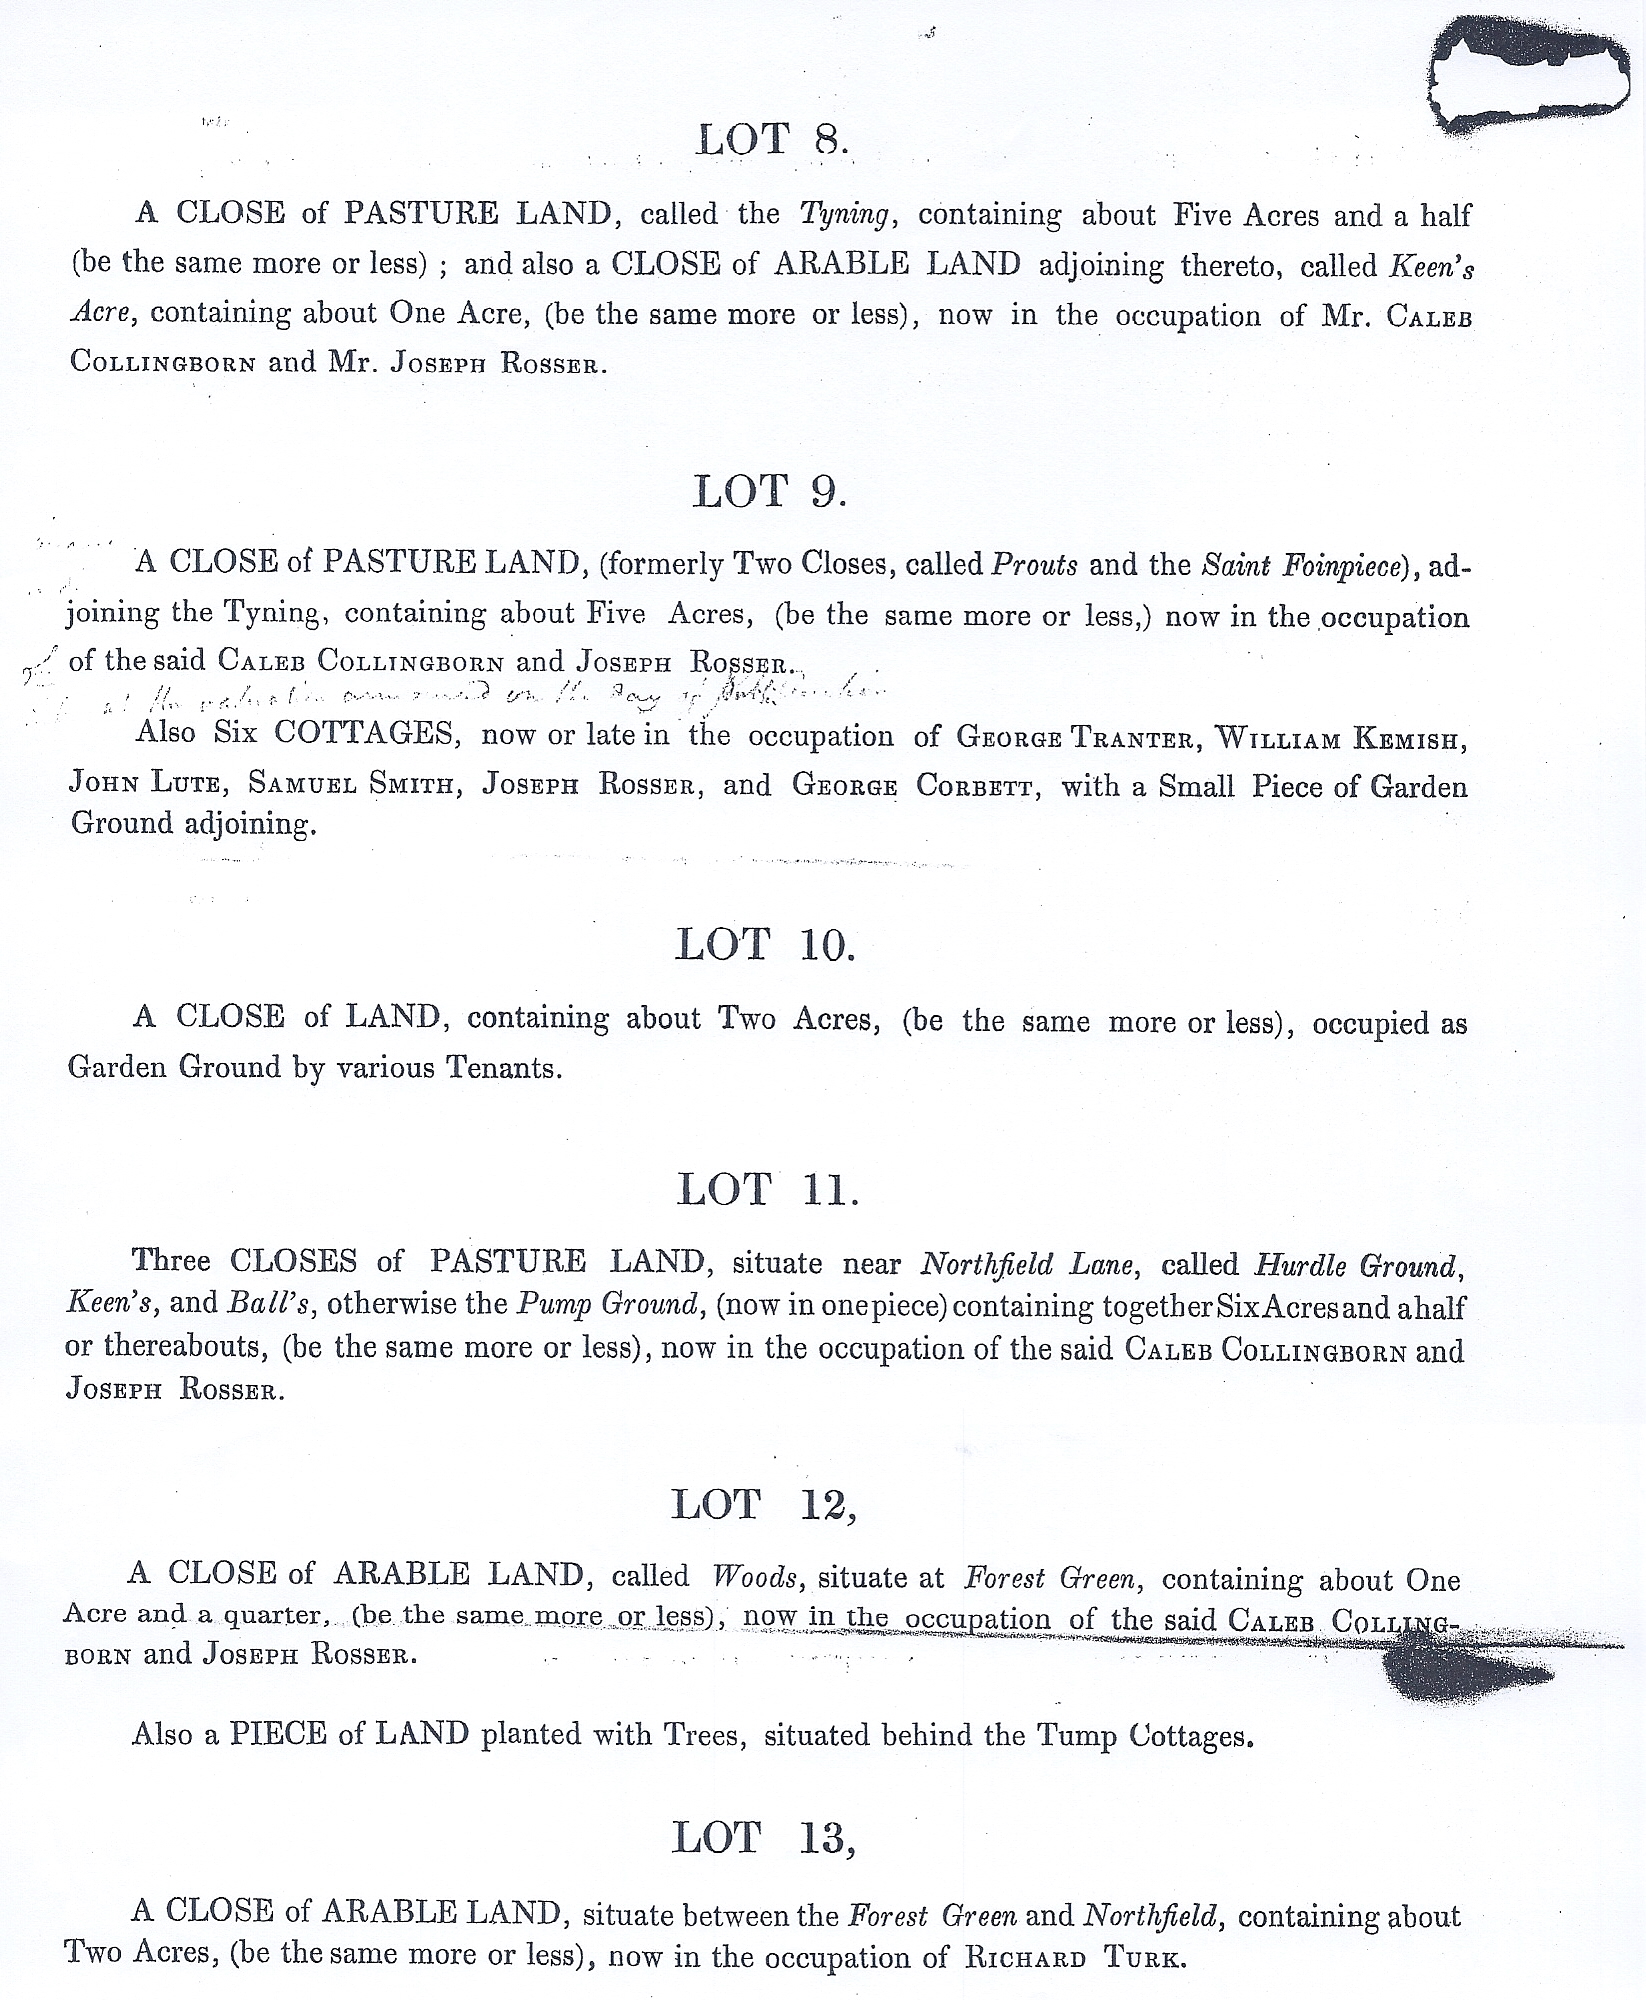 LOT 8.
A CLOSE of PASTURE LAND, called the Tyning, containing about Five Acres and a half
(be the same more or less) ; and also a CLOSE of ARABLE LAND adjoining thereto, called Keen's
Acre, containing about One Acre, (be the same more or less), now in the occupation of Mr. CALEB
COLLINGBORN and Mr. JOSEPH ROSSER.
LOT 9.
A CLOSE of PASTURE LAND, (formerly Two Closes, called Prouts and the Saint Foinpiece), ad-
joining the Tyning, containing about Five Acres, (be the same more or less,) now in the occupation
of the said CALEB COLLINGBORN and JOSEPH ROSSER.
at the valuation on the day of
Also Six COTTAGES, now or late in the occupation of GEORGE TRANTER, WILLIAM KEMISH,
JOHN LUTE, SAMUEL SMITH, JOSEPH ROSSER, and GEORGE CORBETT, with a Small Piece of Garden
Ground adjoining.
LOT 10.
A CLOSE of LAND, containing about Two Acres, (be the same more or less), occupied as
Garden Ground by various Tenants.
LOT 11.
Three CLOSES of PASTURE LAND, situate near Northfield Lane, called Hurdle Ground,
Keen's, and Ball's, otherwise the Pump Ground, (now in one piece) containing together Six Acres and a half
or thereabouts, (be the same more or less), now in the occupation of the said CALEB COLLINGBORN and
JOSEPH ROSSER.
LOT 12,
A CLOSE of ARABLE LAND, called Woods, situate at Forest Green, containing about One
Acre and a quarter, (be the same more or less), now in the occupation of the said CALEB COLLING-
BORN and JOSEPH ROSSER.
Also a PIECE of LAND planted with Trees, situated behind the Tump Cottages.
LOT 13,
A CLOSE of ARABLE LAND, situate between the Forest Green and Northfield, containing about
Two Acres, (be the same more or less), now in the occupation of RICHARD TURK.